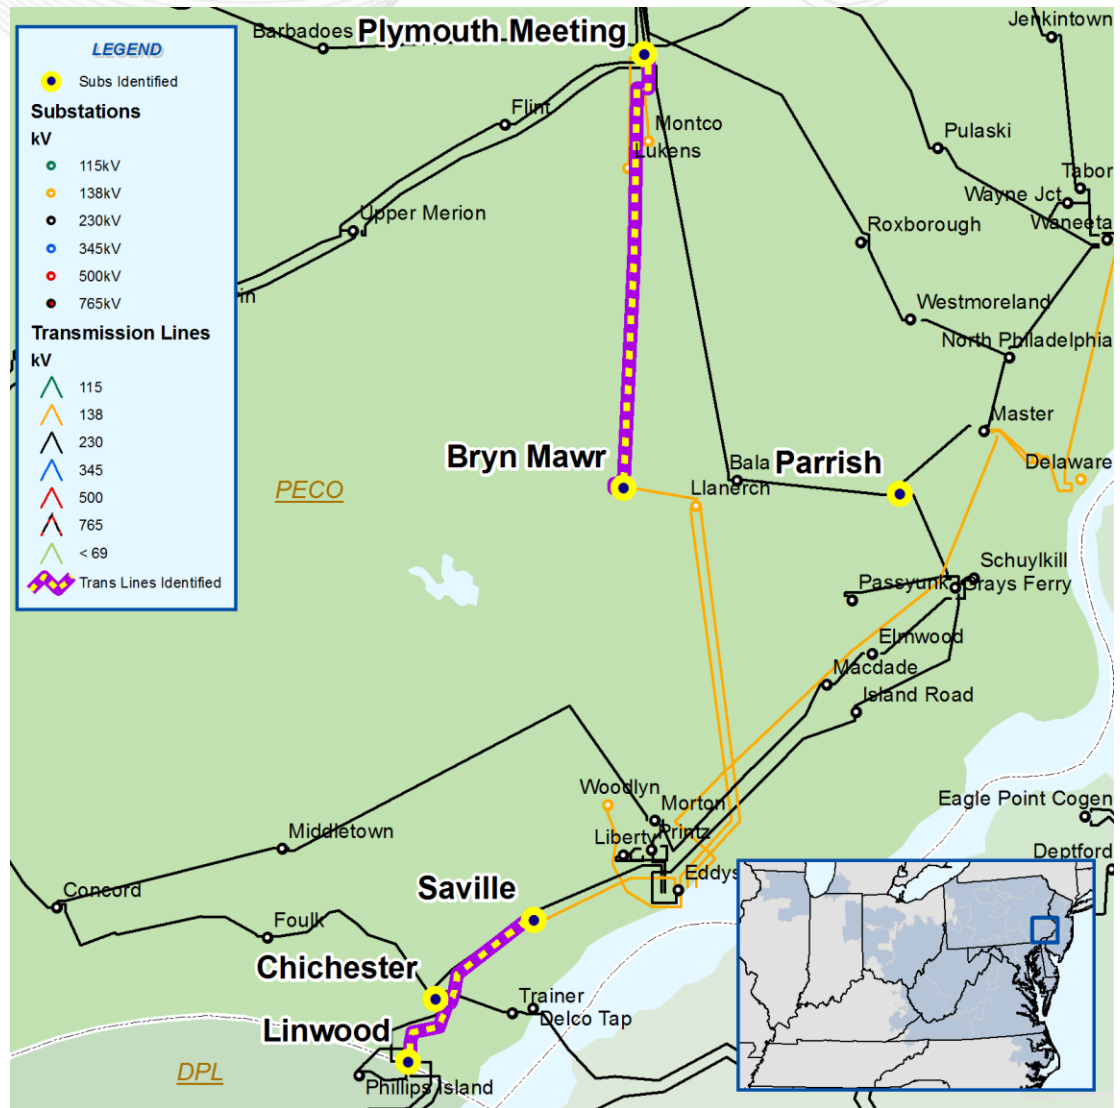 LEGEND
Subs Identified
Substations
kV
115kV
138kV
230kV
345kV
500kV
765kV
Transmission Lines
kV
115
138
230
345
500
765
< 69
Trans Lines Identified
Barbadoes
Plymouth Meeting
Jenkintown
Flint
Montco
Lukens
Pulaski
Tabor
Wayne Jct
Waneeta
Upper Merion
Roxborough
in
Westmoreland
North Philadelphia
Master
Bryn Mawr
Bala
Parrish
Delaware
Llanerch
PECO
Schuylkill
Passyunk
Grays Ferry
Elmwood
Macdade
Island Road
Woodlyn
Morton
Eagle Point Cogen
Middletown
Liberty
Printz
Deptford
Saville
Eddys
Concord
Foulk
Chichester
Trainer
Delco Tap
Linwood
DPL
Phillips Island